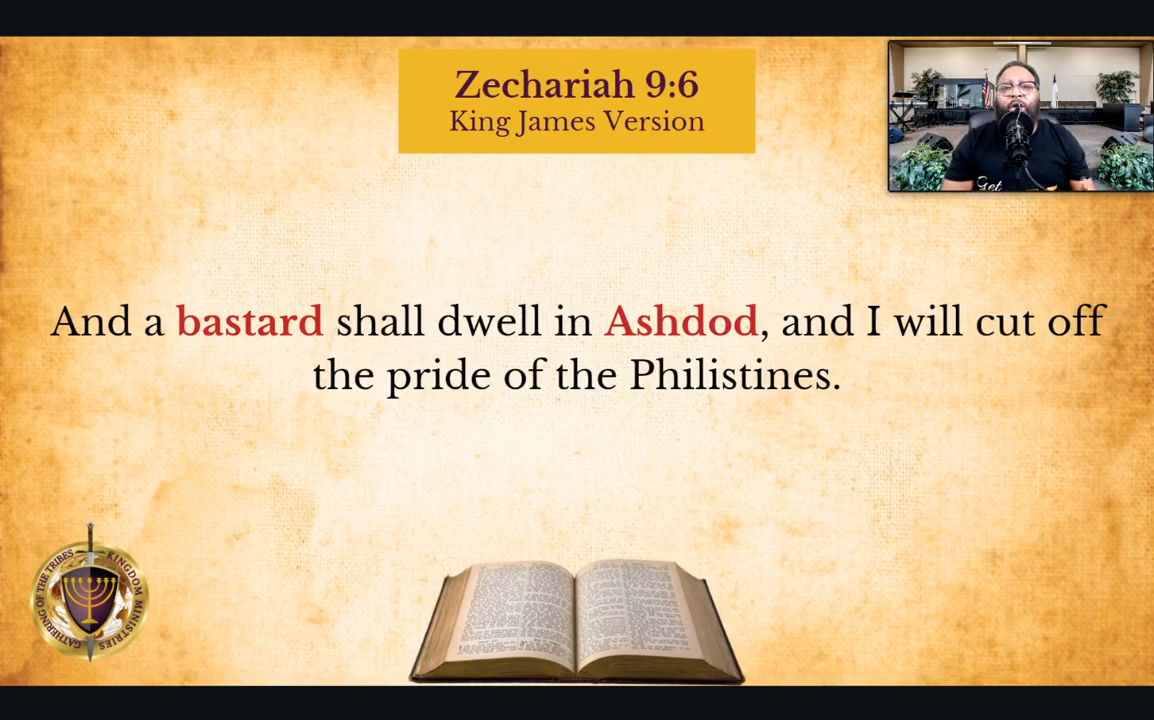 Zechariah 9:6
King James Version
Get
And a bastard shall dwell in Ashdod, and I will cut off
the pride of the Philistines.
GATHERING OF THE TRIBES
KINGDOM MINISTRIES